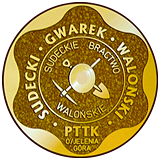 SUDECKI • GWAREK • WALOŃSKI
SUDECKIE BRACTWO
WALOŃSKIE
PTTK
O/JELENIA
GÓRA